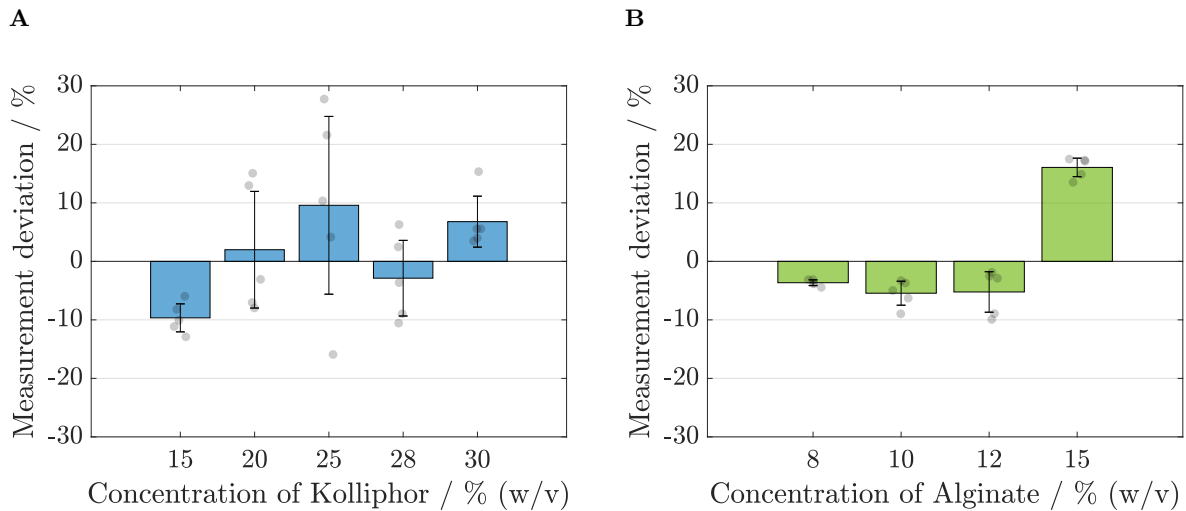 A
B
Measurement deviation / %
30
20
10
0
-10
-20
-30
15 20 25 28 30
Concentration of Kolliphor / % (w/v)
Measurement deviation / %
30
20
10
0
-10
-20
-30
8 10 12 15
Concentration of Alginate / % (w/v)